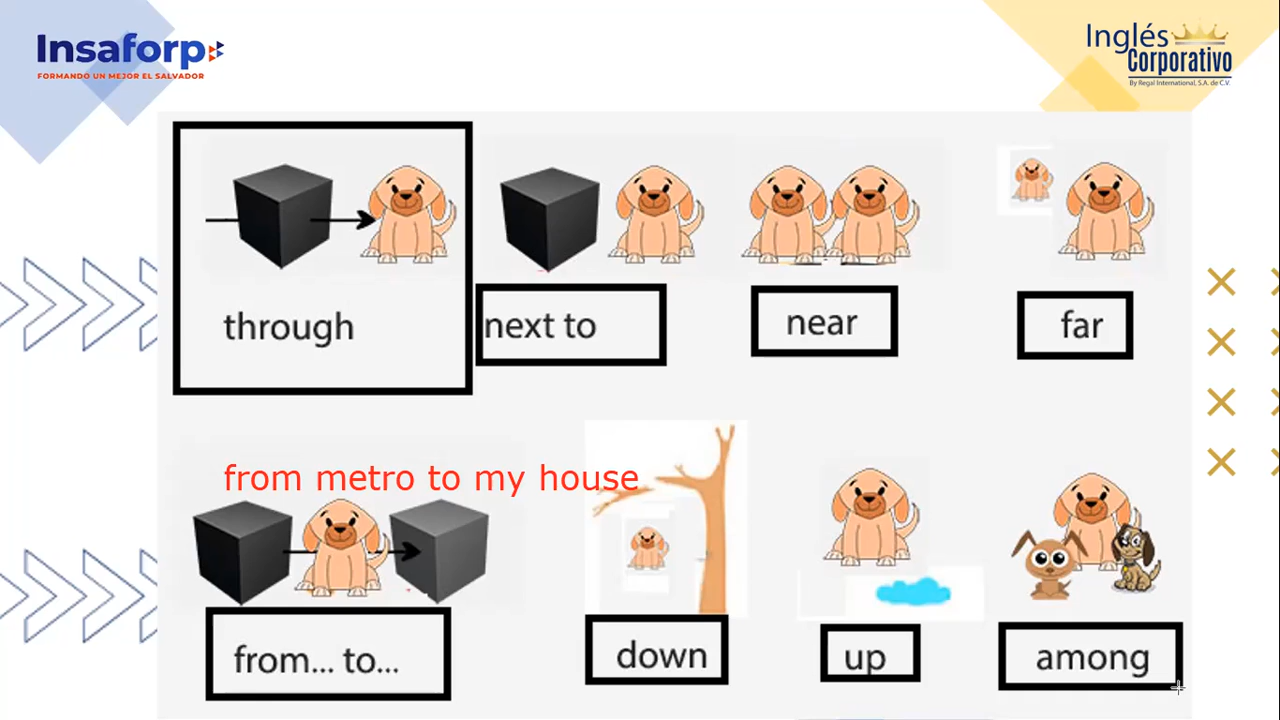 Insaforp
FORMANDO UN MEJOR EL SALVADOR
Inglés
Corporativo
By Regal International, S.A. de C.V.
through
next to
near
far
from metro to my house
from... to...
down
up
among